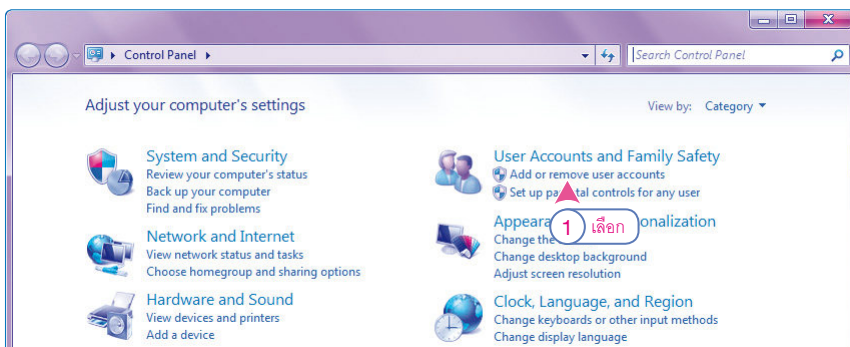 Control Panel
Search Control Panel
Adjust your computer's settings
View by: Category
System and Security
Review your computer's status
Back up your computer
Find and fix problems
Network and Internet
View network status and tasks
Choose homegroup and sharing options
Hardware and Sound
View devices and printers
Add a device
User Accounts and Family Safety
Add or remove user accounts
Set up pa tal controls for any user
Appeara onalization
1 เลือก
Change the
Change desktop background
Adjust screen resolution
Clock, Language, and Region
Change keyboards or other input methods
Change display language